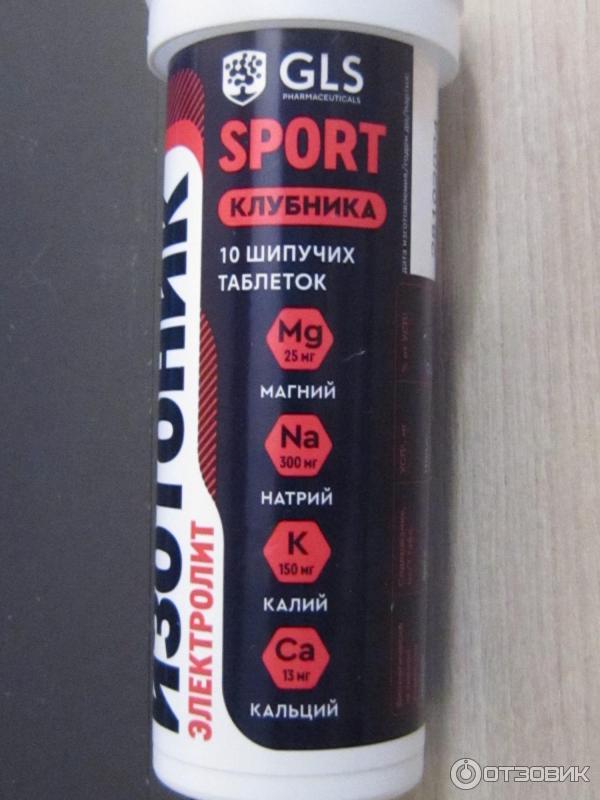 GLS
PHARMACEUTICALS
SPORT
КЛУБНИКА
10 ШИПУЧИХ
ТАБЛЕТОК
Mg
25 мг
МАГНИЙ
Na
300 мг
НАТРИЙ
K
150 мг
КАЛИЙ
Ca
13 мг
КАЛЬЦИЙ
ИЗОТОНИК
ЭЛЕКТРОЛИТ
ОТЗОВИК